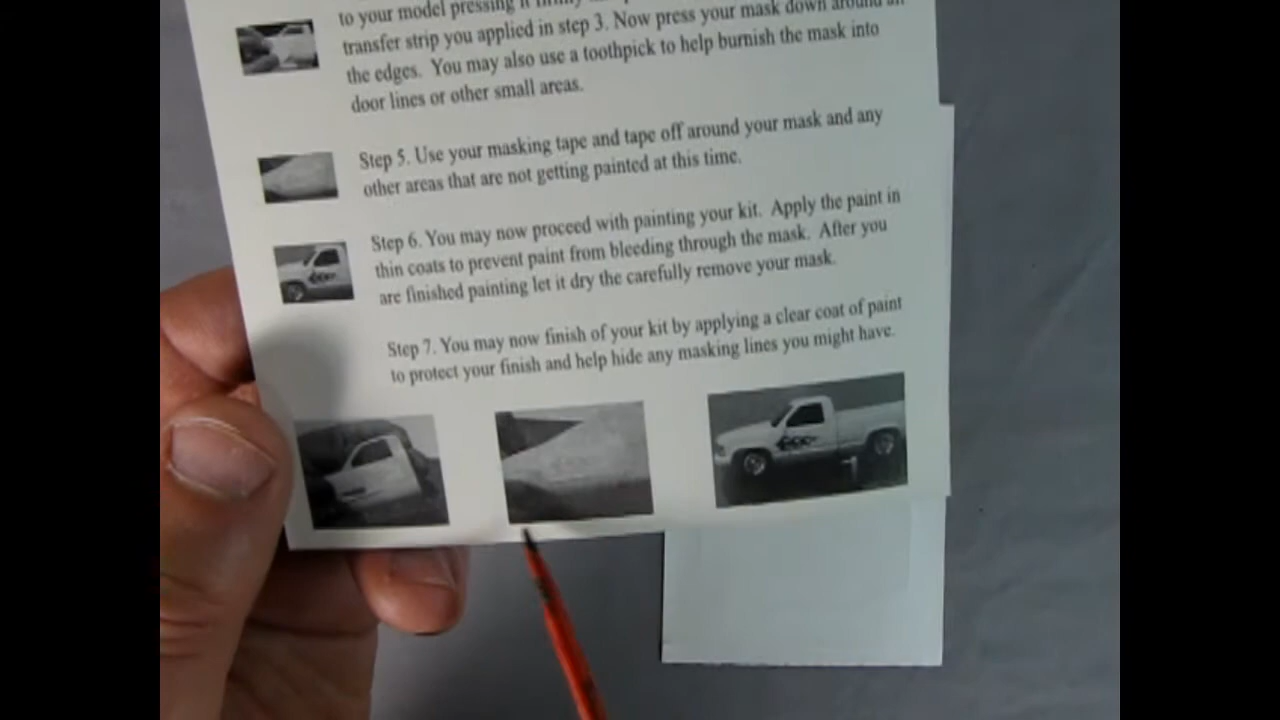 to your model pressing it firmly
transfer strip you applied in step 3. Now press your mask down around all
the edges. You may also use a toothpick to help burnish the mask into
door lines or other small areas.
Step 5. Use your masking tape and tape off around your mask and any
other areas that are not getting painted at this time.
Step 6. You may now proceed with painting your kit. Apply the paint in
thin coats to prevent paint from bleeding through the mask. After you
are finished painting let it dry the carefully remove your mask.
Step 7. You may now finish of your kit by applying a clear coat of paint
to protect your finish and help hide any masking lines you might have.